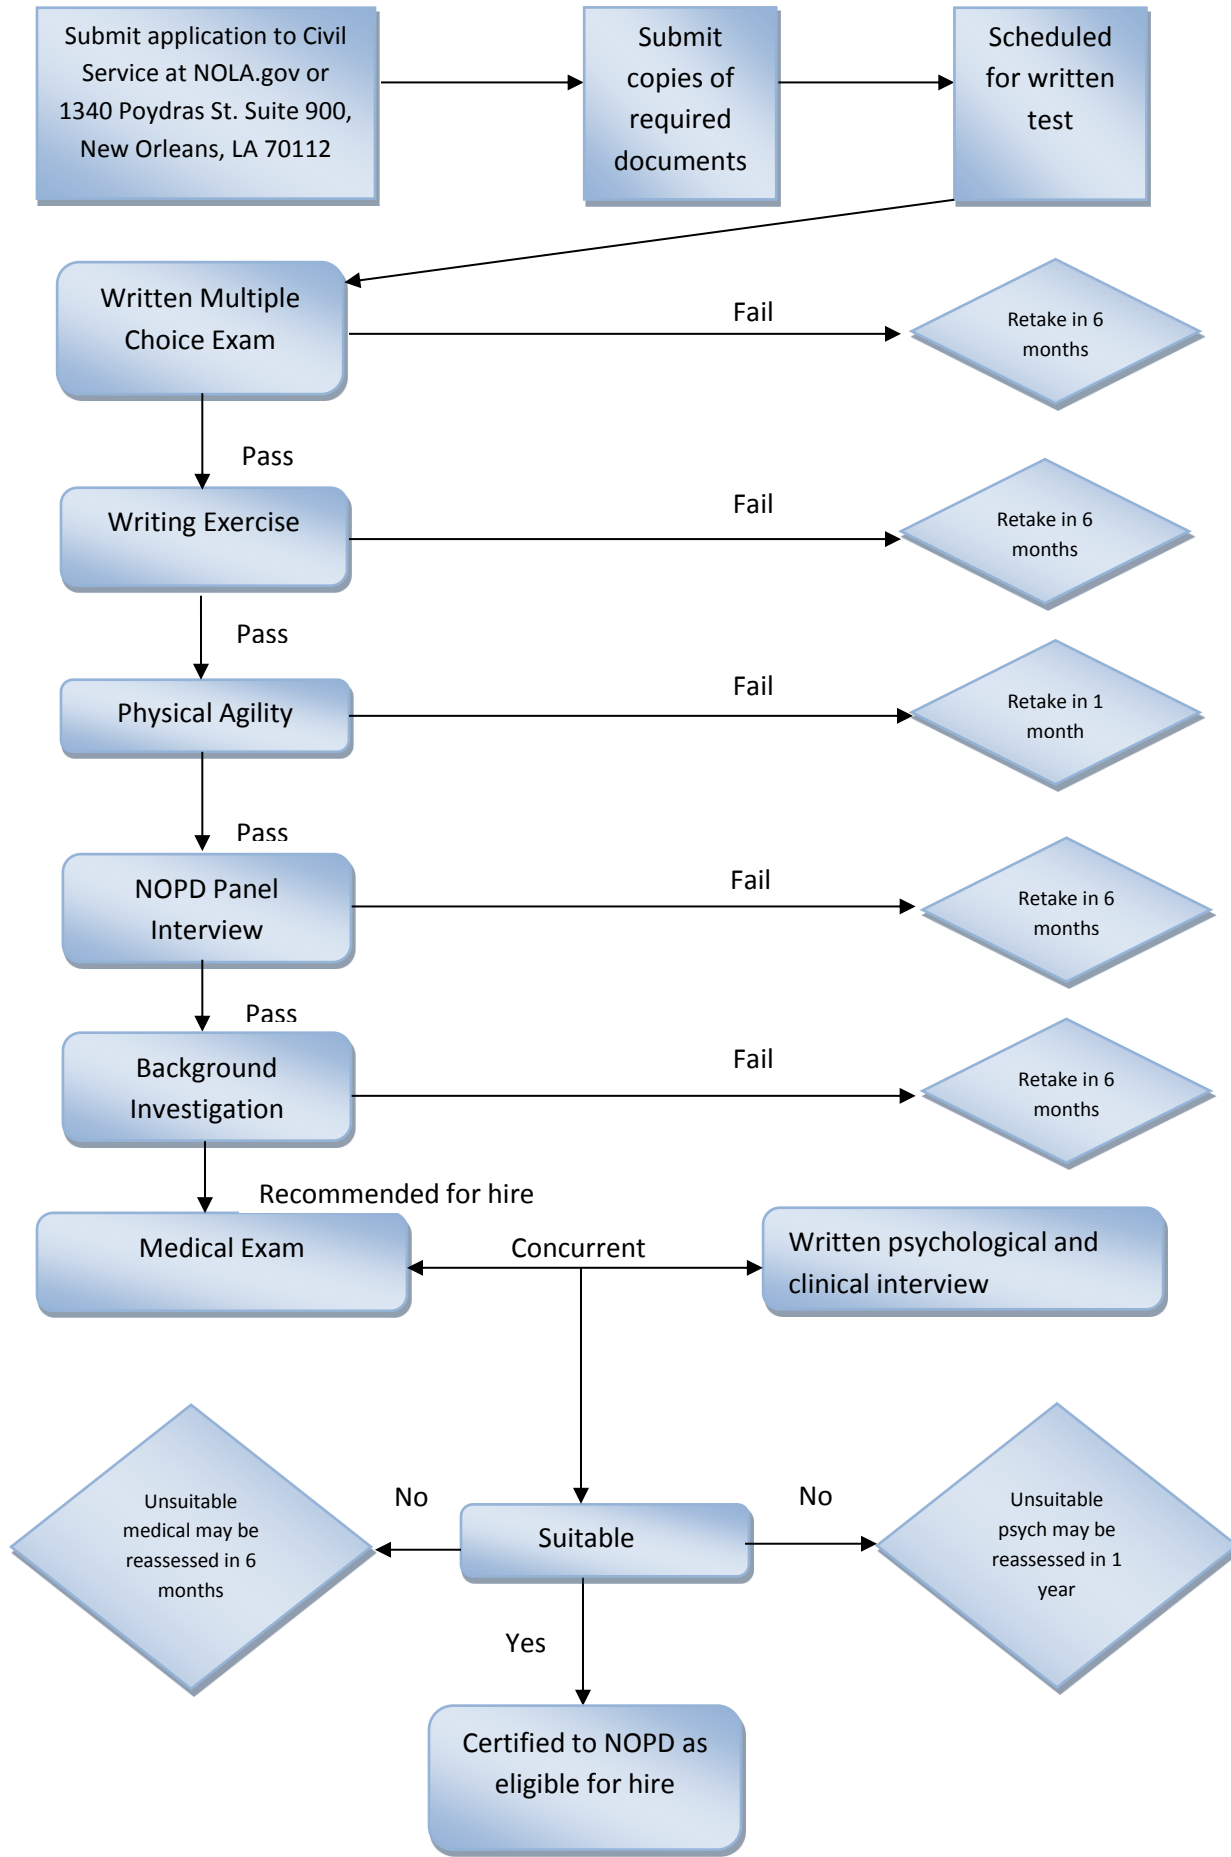 Submit application to Civil
Service at NOLA.gov or
1340 Poydras St. Suite 900,
New Orleans, LA 70112
Submit
copies of
required
documents
Scheduled
for written
test
Written Multiple
Choice Exam
Fail
Retake in 6
months
Pass
Writing Exercise
Fail
Retake in 6
months
Pass
Physical Agility
Fail
Retake in 1
month
Pass
NOPD Panel
Interview
Fail
Retake in 6
months
Pass
Background
Investigation
Fail
Retake in 6
months
Recommended for hire
Medical Exam
Concurrent
Written psychological and
clinical interview
Unsuitable
medical may be
reassessed in 6
months
No
Suitable
No
Unsuitable
psych may be
reassessed in 1
year
Yes
Certified to NOPD as
eligible for hire